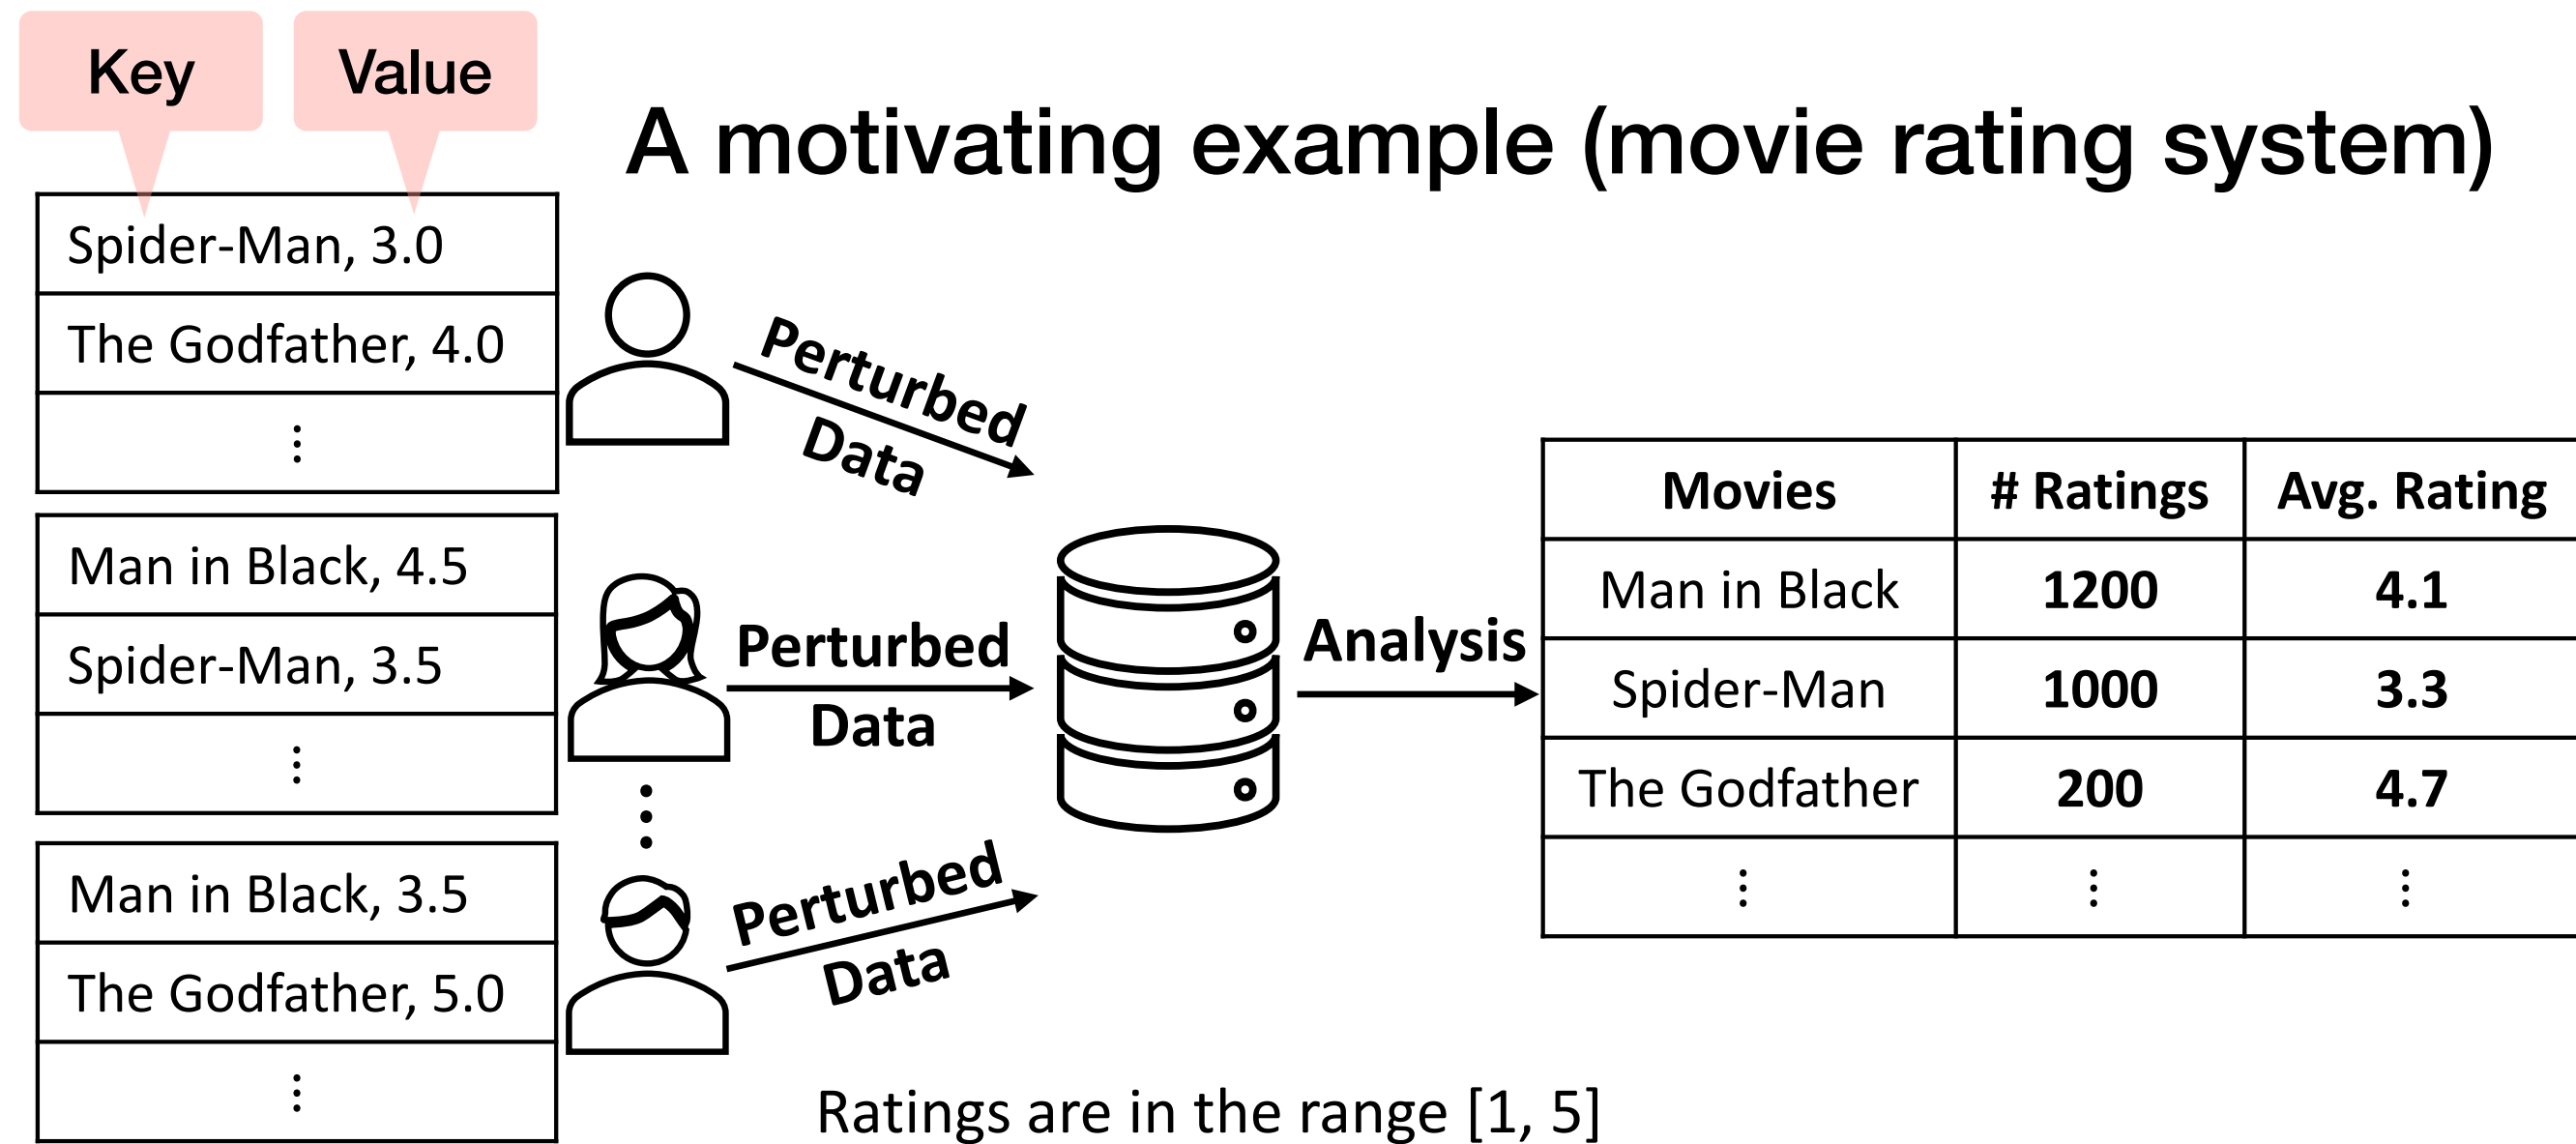 Key
Value
A motivating example (movie rating system)
Spider-Man, 3.0
The Godfather, 4.0
⋮
Man in Black, 4.5
Spider-Man, 3.5
⋮
Man in Black, 3.5
The Godfather, 5.0
⋮
Perturbed
Data
Perturbed
Data
Perturbed
Data
Analysis
Movies # Ratings Avg. Rating
Man in Black 1200 4.1
Spider-Man 1000 3.3
The Godfather 200 4.7
⋮ ⋮ ⋮
Ratings are in the range [1, 5]